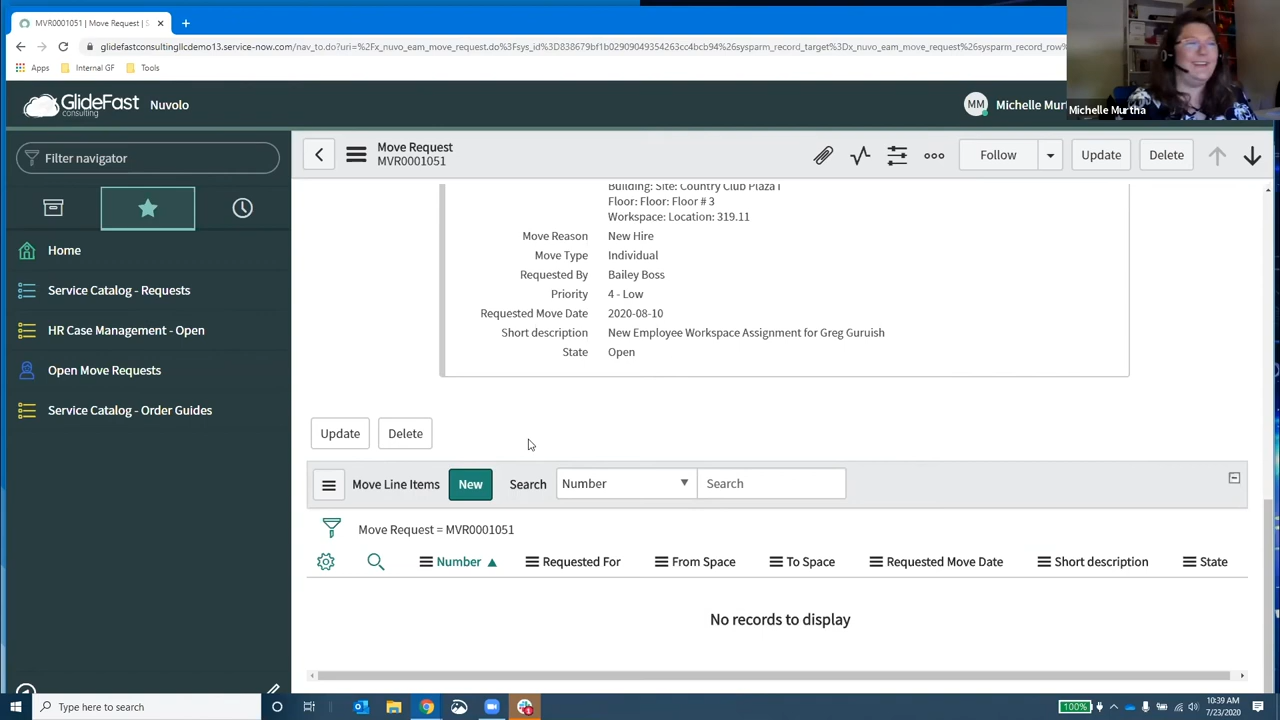 MVR0001051 | Move Request | S
glidefastconsultingllcdemo13.service-now.com/nav_to.do?uri=%2Fx_nuvo_eam_move_request.do%3Fsys_id%3D838679bf1b02909049354263cc4bcb94%26sysparm_record_target%3Dx_nuvo_eam_move_request%26sysparm_record_row%
Apps Internal GF Tools
GlideFast consulting Nuvolo
MM Michelle Murt
Michelle Murtha
Filter navigator
Move Request
MVR0001051
Follow Update Delete
Home
Service Catalog - Requests
HR Case Management - Open
Open Move Requests
Service Catalog - Order Guides
Building: Site: Country Club Plaza I
Floor: Floor: Floor # 3
Workspace: Location: 319.11
Move Reason New Hire
Move Type Individual
Requested By Bailey Boss
Priority 4 - Low
Requested Move Date 2020-08-10
Short description New Employee Workspace Assignment for Greg Guruish
State Open
Update Delete
Move Line Items New Search Number Search
Move Request = MVR0001051
Number Requested For From Space To Space Requested Move Date Short description State
No records to display
Type here to search
100%
10:39 AM
7/23/2020